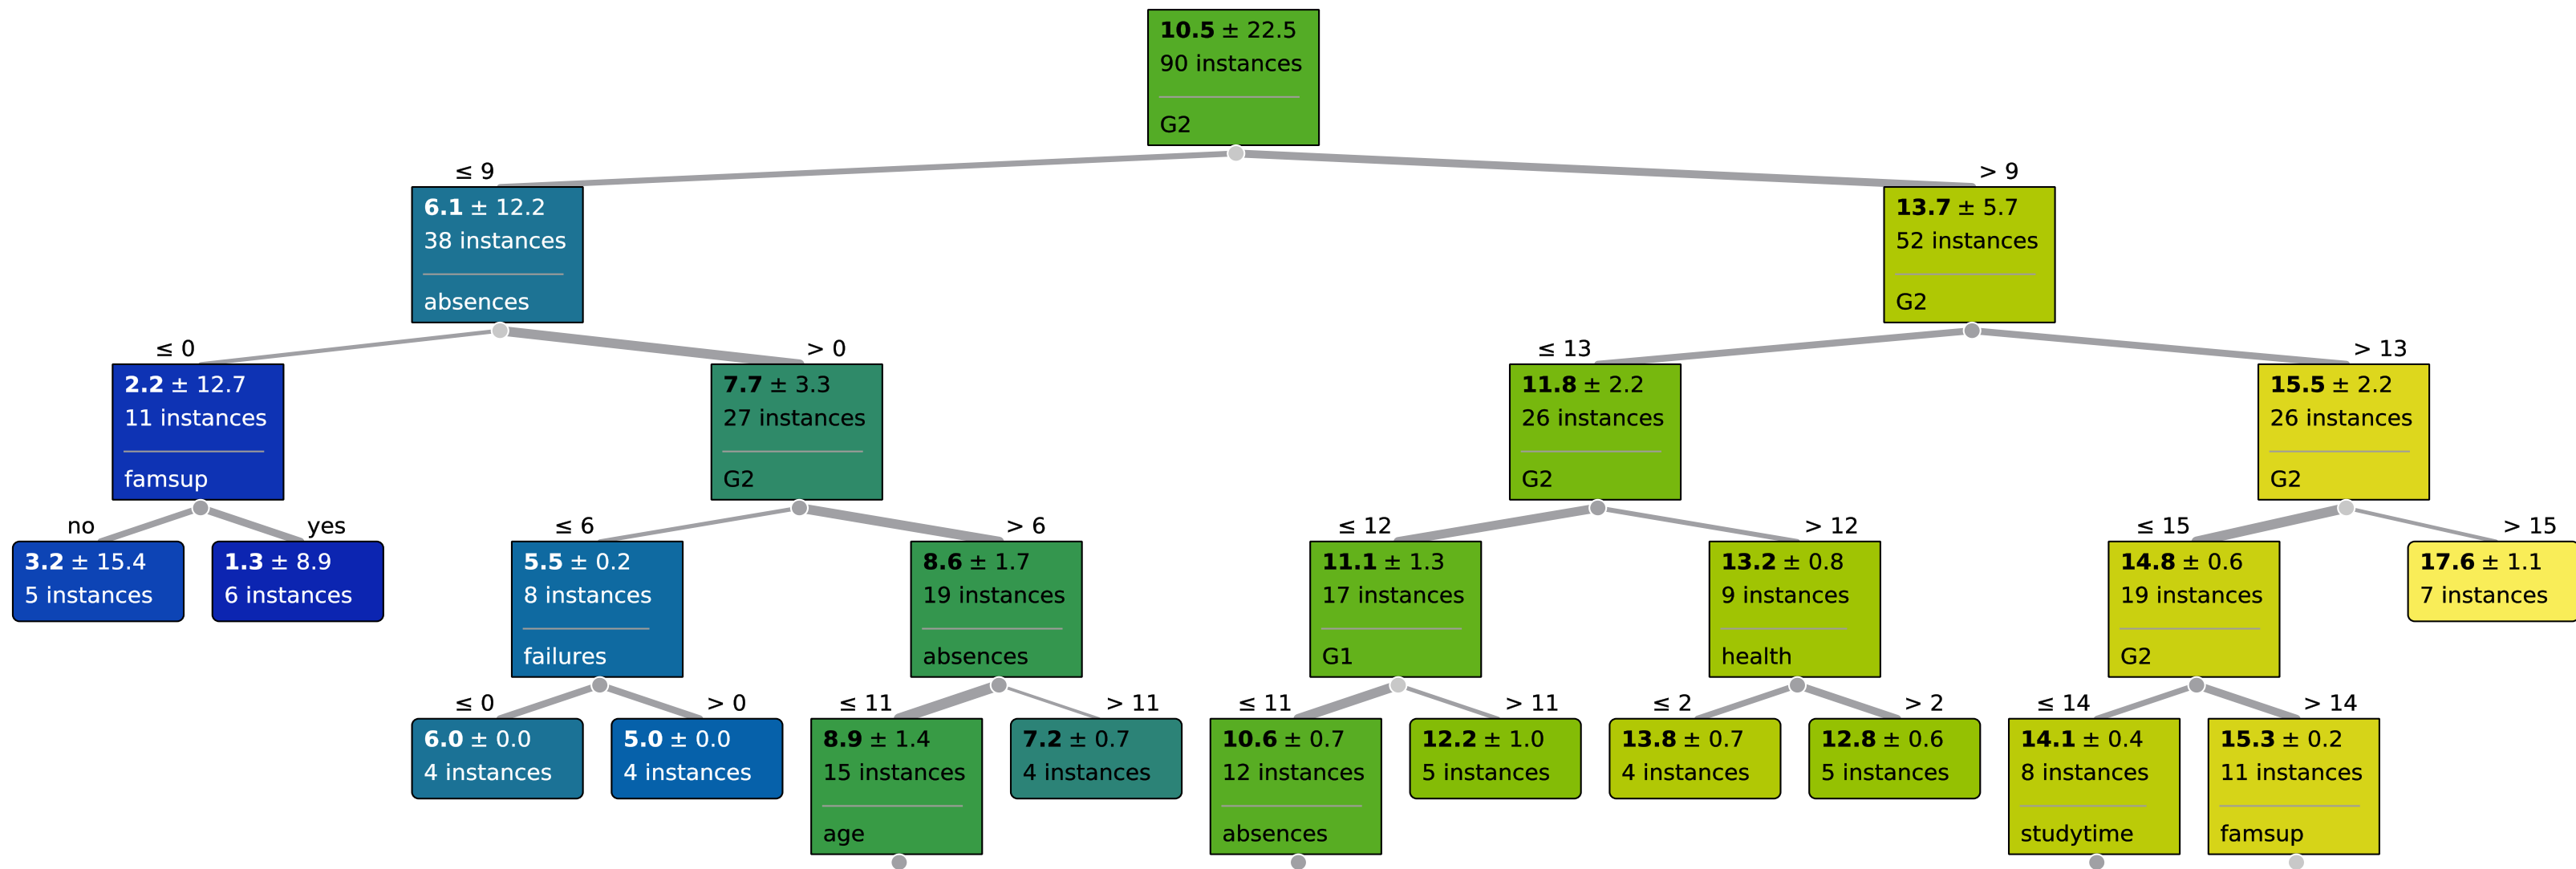 10.5 ± 22.5
90 instances
G2
≤ 9
> 9
6.1 ± 12.2
38 instances
absences
13.7 ± 5.7
52 instances
G2
≤ 0
> 0
≤ 13
> 13
2.2 ± 12.7
11 instances
famsup
7.7 ± 3.3
27 instances
G2
11.8 ± 2.2
26 instances
G2
15.5 ± 2.2
26 instances
G2
no
yes
≤ 6
> 6
≤ 12
> 12
≤ 15
> 15
3.2 ± 15.4
5 instances
1.3 ± 8.9
6 instances
5.5 ± 0.2
8 instances
failures
8.6 ± 1.7
19 instances
absences
11.1 ± 1.3
17 instances
G1
13.2 ± 0.8
9 instances
health
14.8 ± 0.6
19 instances
G2
17.6 ± 1.1
7 instances
≤ 0
> 0
≤ 11
> 11
≤ 11
> 11
≤ 2
> 2
≤ 14
> 14
6.0 ± 0.0
4 instances
5.0 ± 0.0
4 instances
8.9 ± 1.4
15 instances
age
7.2 ± 0.7
4 instances
10.6 ± 0.7
12 instances
absences
12.2 ± 1.0
5 instances
13.8 ± 0.7
4 instances
12.8 ± 0.6
5 instances
14.1 ± 0.4
8 instances
studytime
15.3 ± 0.2
11 instances
famsup